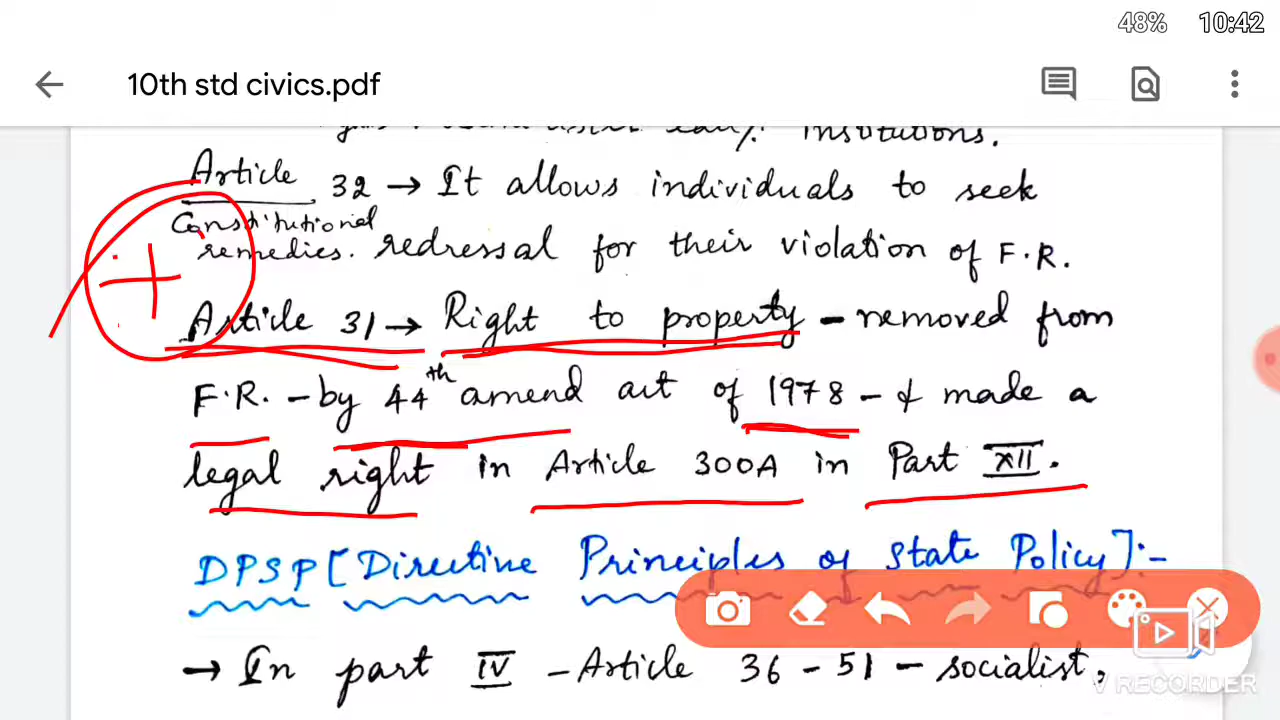 48% 10:42
10th std civics.pdf
institutions.
Article 32 → It allows individuals to seek
Constitutional
remedies. redressal for their violation of F.R.
Article 31 → Right to property - removed from
F.R. - by 44th amend act of 1978 - & made a
legal right in Article 300A in Part XII.
DPSP [Directive Principles of State Policy]:-
→ In part IV - Article 36 - 51 - socialist,
V RECORDER